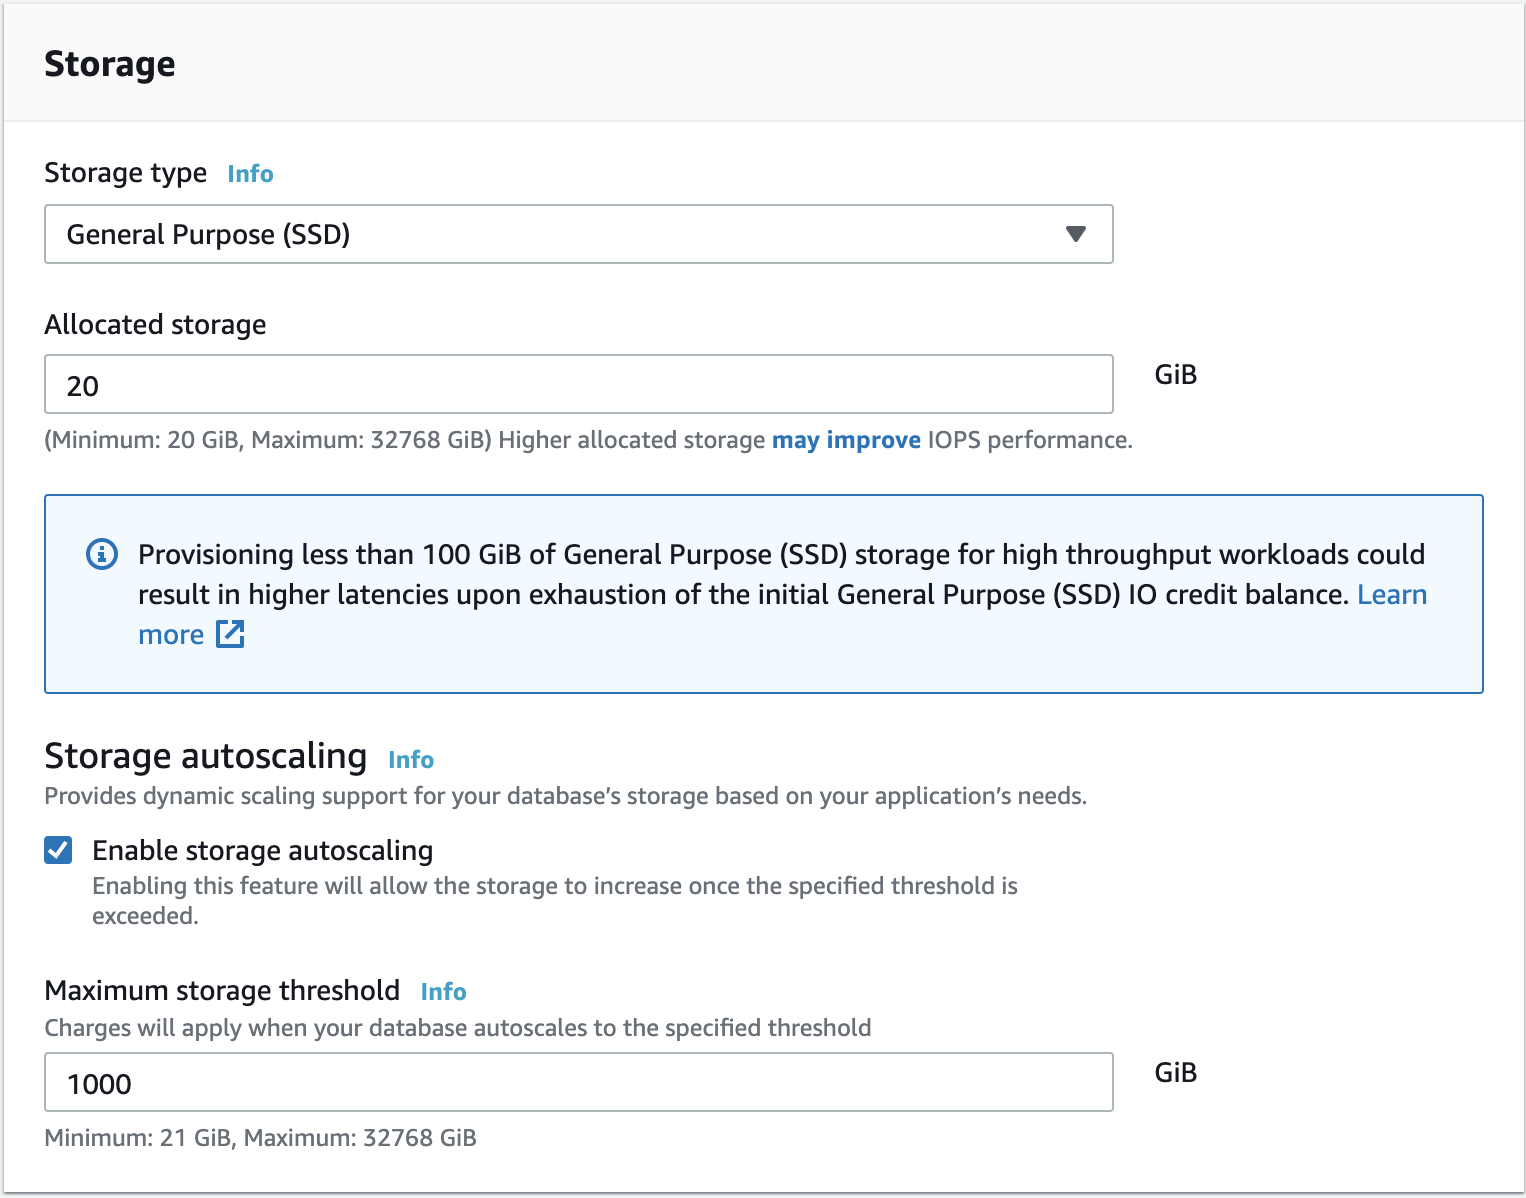 Storage
Storage type Info
General Purpose (SSD)
Allocated storage
20
GiB
(Minimum: 20 GiB, Maximum: 32768 GiB) Higher allocated storage may improve IOPS performance.
Provisioning less than 100 GiB of General Purpose (SSD) storage for high throughput workloads could
result in higher latencies upon exhaustion of the initial General Purpose (SSD) IO credit balance. Learn
more
Storage autoscaling Info
Provides dynamic scaling support for your database’s storage based on your application’s needs.
Enable storage autoscaling
Enabling this feature will allow the storage to increase once the specified threshold is
exceeded.
Maximum storage threshold Info
Charges will apply when your database autoscales to the specified threshold
1000
GiB
Minimum: 21 GiB, Maximum: 32768 GiB